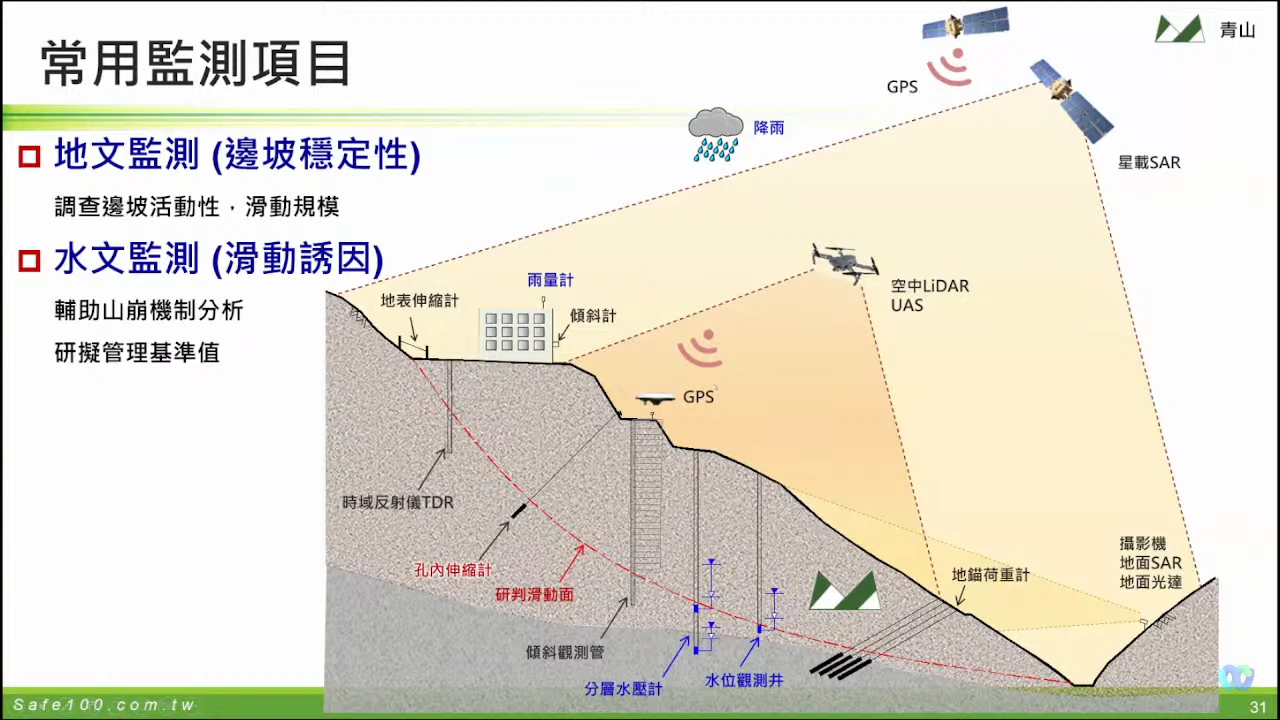 常用監測項目
地文監測 (邊坡穩定性)
調查邊坡活動性，滑動規模
水文監測 (滑動誘因)
輔助山崩機制分析
研擬管理基準值
青山
GPS
降雨
星載SAR
空中LiDAR
UAS
雨量計
地表伸縮計
傾斜計
GPS
時域反射儀TDR
孔內伸縮計
研判滑動面
傾斜觀測管
分層水壓計
水位觀測井
地錨荷重計
攝影機
地面SAR
地面光達
Safe100.com.tw
31